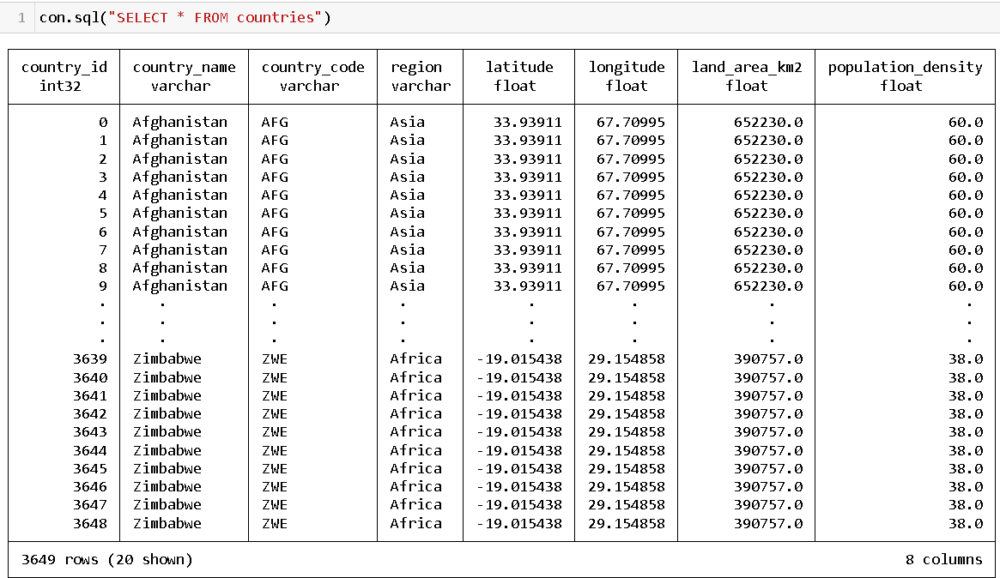 1 con.sql("SELECT * FROM countries")
country_id country_name country_code region latitude longitude land_area_km2 population_density
int32 varchar varchar varchar float float float float
0 Afghanistan AFG Asia 33.93911 67.70995 652230.0 60.0
1 Afghanistan AFG Asia 33.93911 67.70995 652230.0 60.0
2 Afghanistan AFG Asia 33.93911 67.70995 652230.0 60.0
3 Afghanistan AFG Asia 33.93911 67.70995 652230.0 60.0
4 Afghanistan AFG Asia 33.93911 67.70995 652230.0 60.0
5 Afghanistan AFG Asia 33.93911 67.70995 652230.0 60.0
6 Afghanistan AFG Asia 33.93911 67.70995 652230.0 60.0
7 Afghanistan AFG Asia 33.93911 67.70995 652230.0 60.0
8 Afghanistan AFG Asia 33.93911 67.70995 652230.0 60.0
9 Afghanistan AFG Asia 33.93911 67.70995 652230.0 60.0
. . . . . . . .
. . . . . . . .
. . . . . . . .
3639 Zimbabwe ZWE Africa -19.015438 29.154858 390757.0 38.0
3640 Zimbabwe ZWE Africa -19.015438 29.154858 390757.0 38.0
3641 Zimbabwe ZWE Africa -19.015438 29.154858 390757.0 38.0
3642 Zimbabwe ZWE Africa -19.015438 29.154858 390757.0 38.0
3643 Zimbabwe ZWE Africa -19.015438 29.154858 390757.0 38.0
3644 Zimbabwe ZWE Africa -19.015438 29.154858 390757.0 38.0
3645 Zimbabwe ZWE Africa -19.015438 29.154858 390757.0 38.0
3646 Zimbabwe ZWE Africa -19.015438 29.154858 390757.0 38.0
3647 Zimbabwe ZWE Africa -19.015438 29.154858 390757.0 38.0
3648 Zimbabwe ZWE Africa -19.015438 29.154858 390757.0 38.0
3649 rows (20 shown) 8 columns